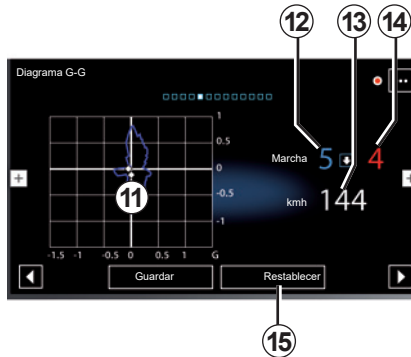 12 13 14
Diagrama G-G
1
0.5
Marcha 5 4
0
-0.5
kmh 144
11
-1
-1.5 -1 -0.5 0 0.5 1 G
Guardar Restablecer
15